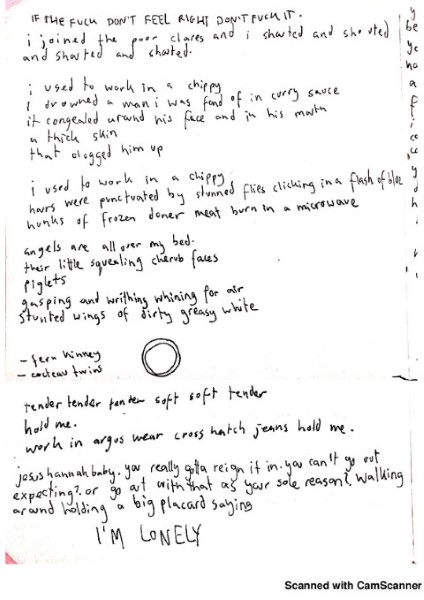 IF THE FUCK DON'T FEEL RIGHT DON'T FUCK IT.
i joined the poor clares and i shouted and shouted
and shouted and shouted.
i used to work in a chippy
i drowned a man i was fond of in curry sauce
it congealed around his face and in his mouth
a thick skin
that clogged him up
i used to work in a chippy
hours were punctuated by stunned flies clicking in a flash of blue
hunks of frozen doner meat burn in a microwave
angels are all over my bed.
their little squealing cherub faces
piglets
gasping and writhing whining for air
stunted wings of dirty greasy white
- fern kinney
- cocteau twins
tender tender tender soft soft tender
hold me.
work in argos wear cross hatch jeans hold me.
jesus hannah baby. you really gotta reign it in. you can't go out
expecting?. or go out with that as your sole reason? walking
around holding a big placard saying
I'M LONELY
Scanned with CamScanner